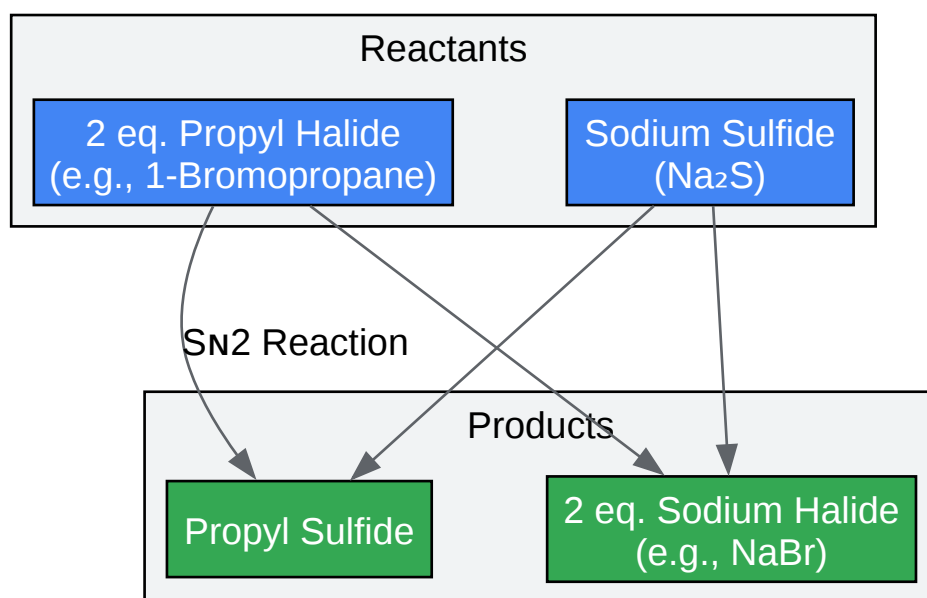 Reactants
2 eq. Propyl Halide
(e.g., 1-Bromopropane)
Sodium Sulfide
(Na₂S)
Sɴ2 Reaction
Products
Propyl Sulfide
2 eq. Sodium Halide
(e.g., NaBr)